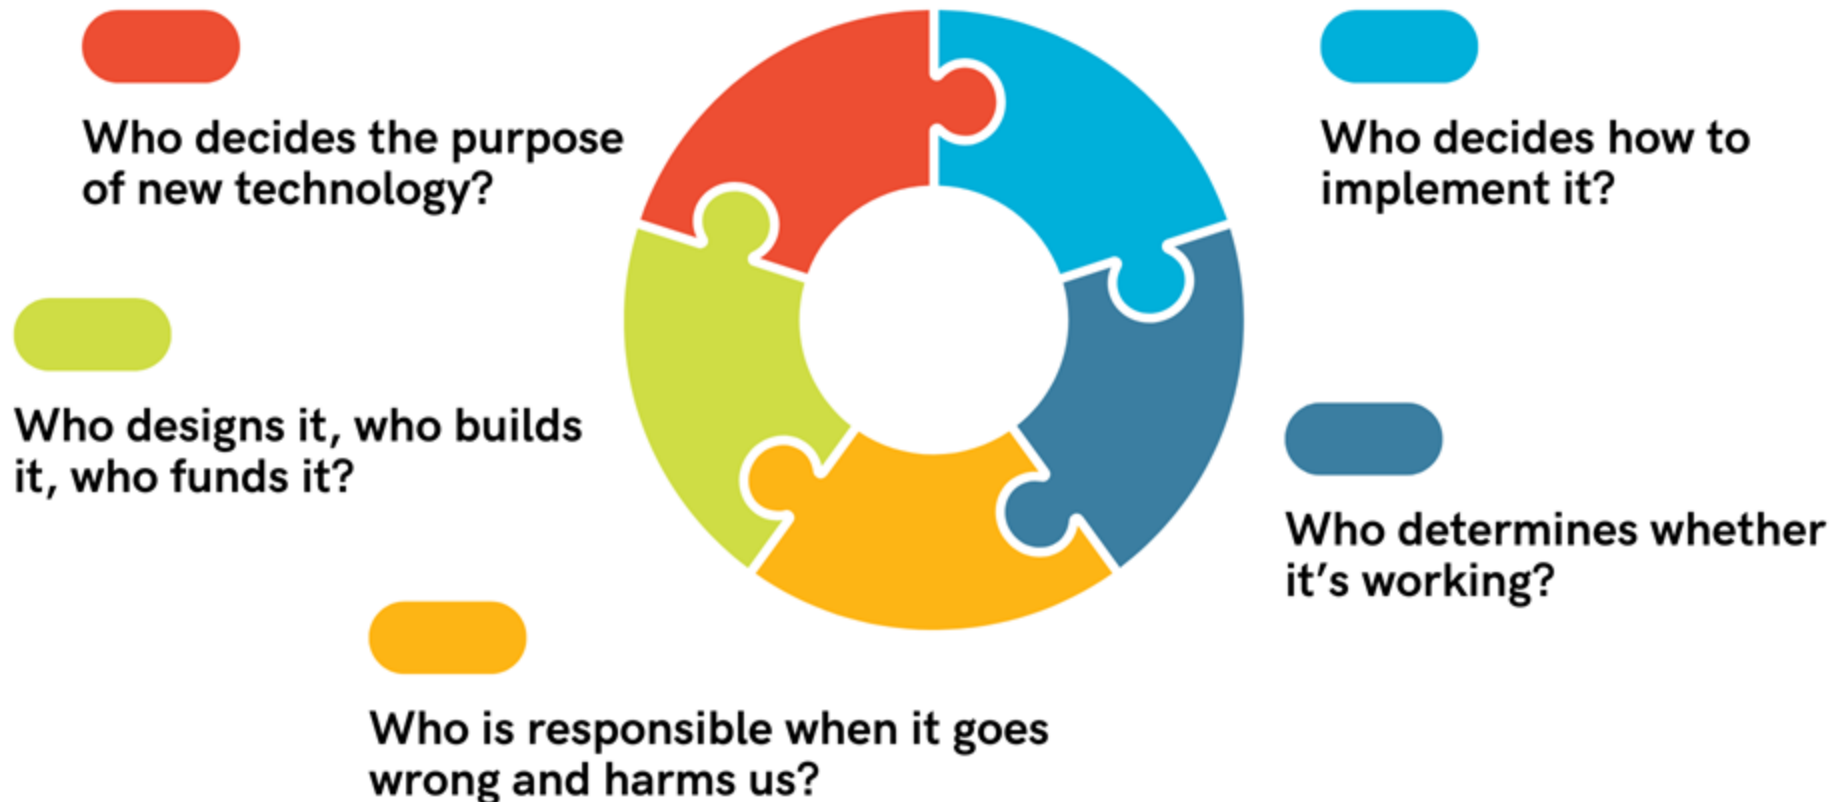 Who decides the purpose
of new technology?
Who decides how to
implement it?
Who designs it, who builds
it, who funds it?
Who determines whether
it’s working?
Who is responsible when it goes
wrong and harms us?